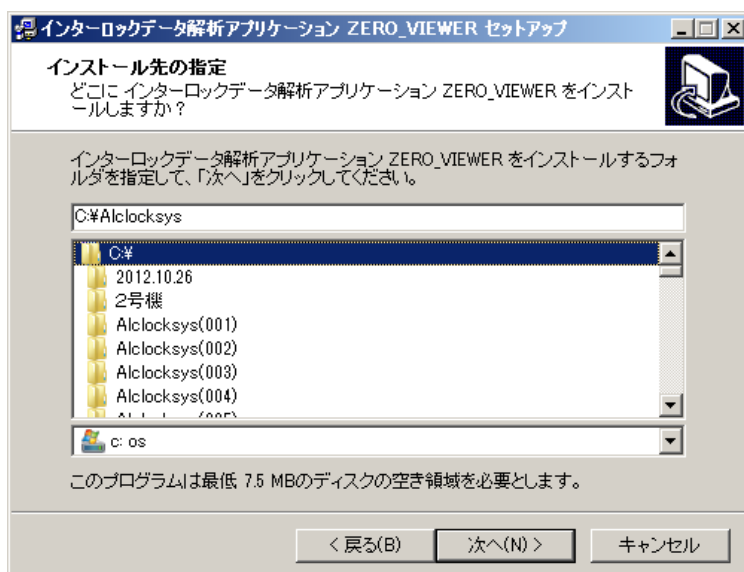 インターロックデータ解析アプリケーション ZERO_VIEWER セットアップ
インストール先の指定
どこに インターロックデータ解析アプリケーション ZERO_VIEWER をインスト
ールしますか？
インターロックデータ解析アプリケーション ZERO_VIEWER をインストールするフォ
ルダを指定して、「次へ」をクリックしてください。
C:¥Alclocksys
C:¥
2012.10.26
２号機
Alclocksys(001)
Alclocksys(002)
Alclocksys(003)
Alclocksys(004)
c: os
このプログラムは最低 7.5 MBのディスクの空き領域を必要とします。
< 戻る(B)
次へ(N) >
キャンセル